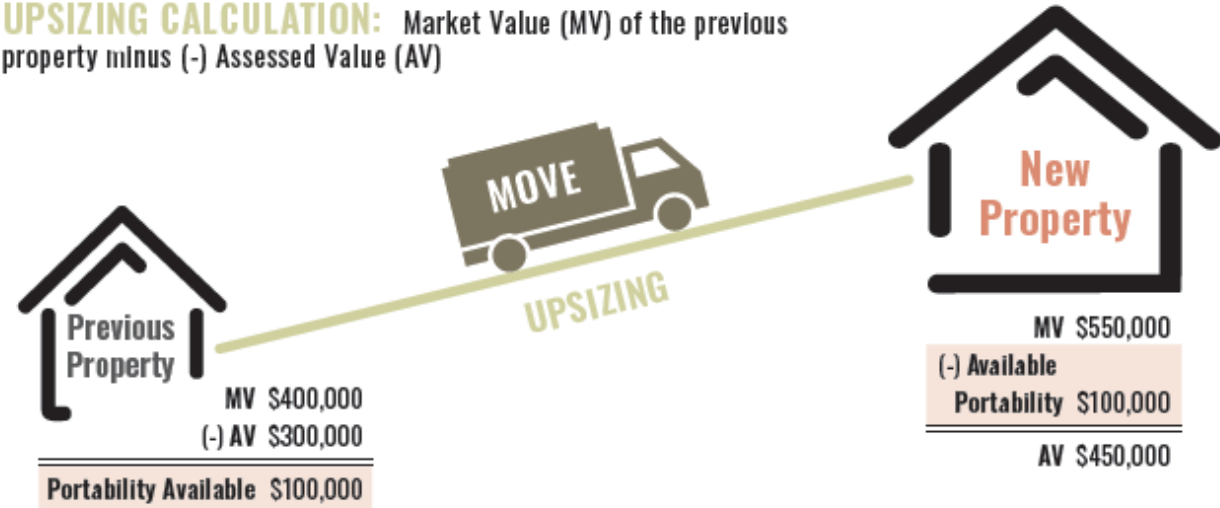 UPSIZING CALCULATION: Market Value (MV) of the previous
property minus (-) Assessed Value (AV)
MOVE
UPSIZING
Previous
Property
MV $400,000
(-) AV $300,000
Portability Available $100,000
New
Property
MV $550,000
(-) Available
Portability $100,000
AV $450,000